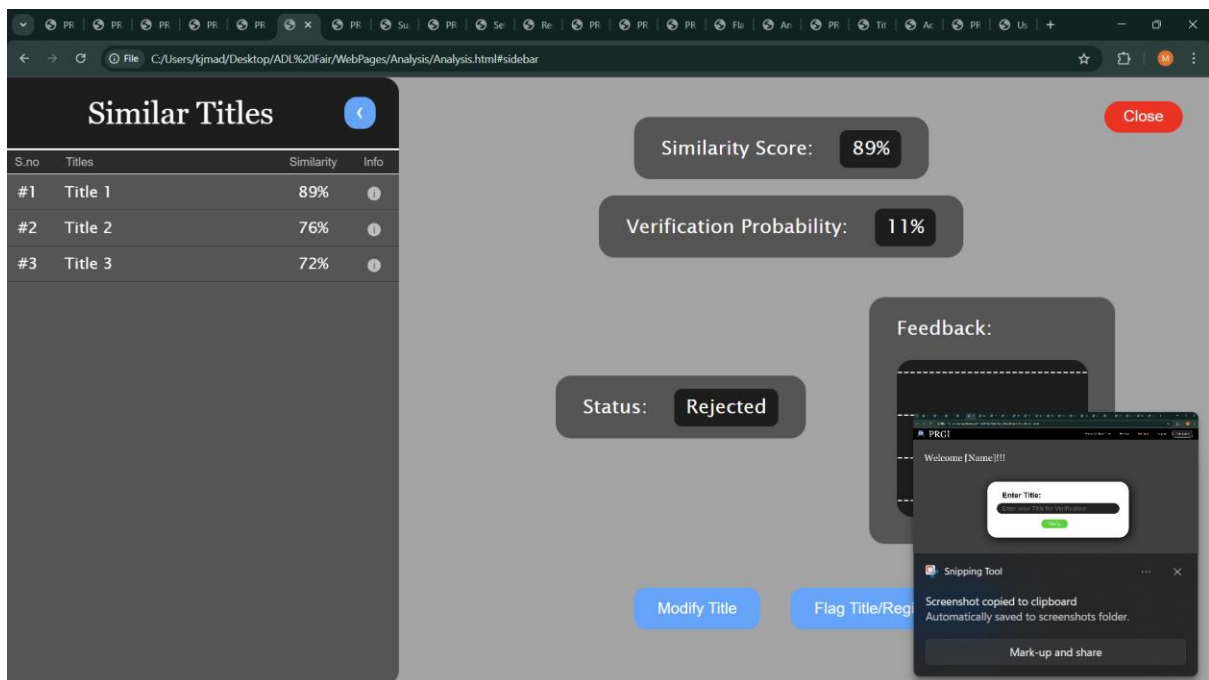 PR PR PR PR PR PR Su Se Re PR PR PR Fla An PR Tit Ac PR Us
File C:/Users/kjmad/Desktop/ADL%20Fair/WebPages/Analysis/Analysis.html#sidebar M
Similar Titles
S.no Titles Similarity Info
#1 Title 1 89%
#2 Title 2 76%
#3 Title 3 72%
Close
Similarity Score: 89%
Verification Probability: 11%
Feedback:
Status: Rejected
Modify Title
Flag Title/Regi
PRGI
Welcome [Name]!!!
Enter Title:
Enter your Title for Verification
Verify
Snipping Tool
Screenshot copied to clipboard
Automatically saved to screenshots folder.
Mark-up and share